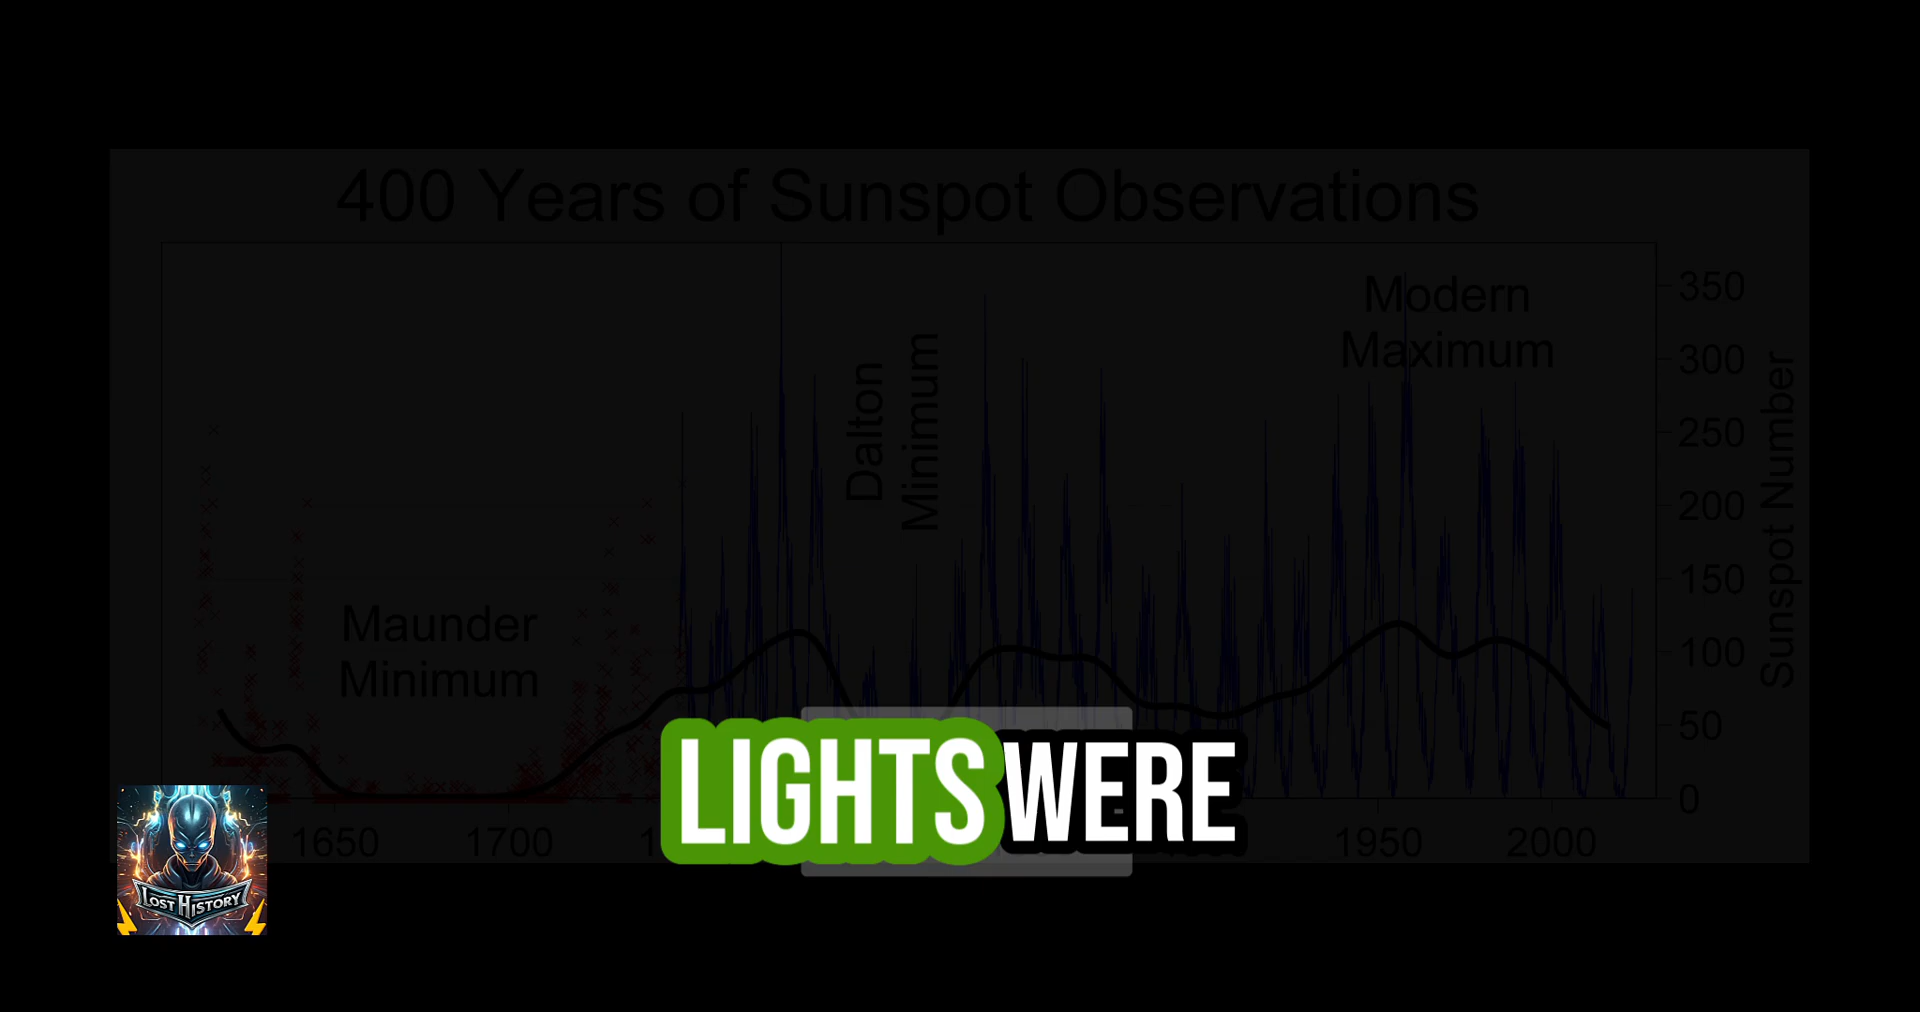 400 Years of Sunspot Observations
Modern
Maximum
Dalton
Minimum
Maunder
Minimum
350
300
250
200
150
100
50
0
Sunspot Number
LIGHTS WERE
1650
1700
1950
2000
LOST HISTORY